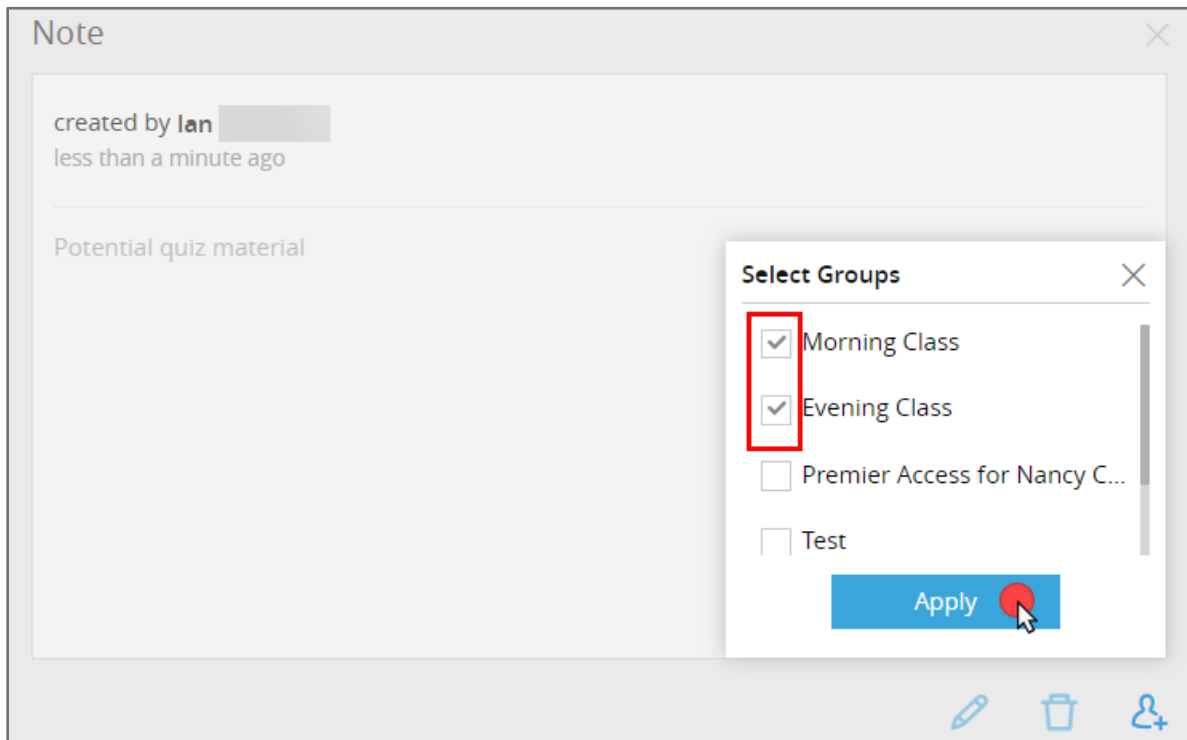 Note
created by Ian
less than a minute ago
Potential quiz material
Select Groups
Morning Class
Evening Class
Premier Access for Nancy C...
Test
Apply